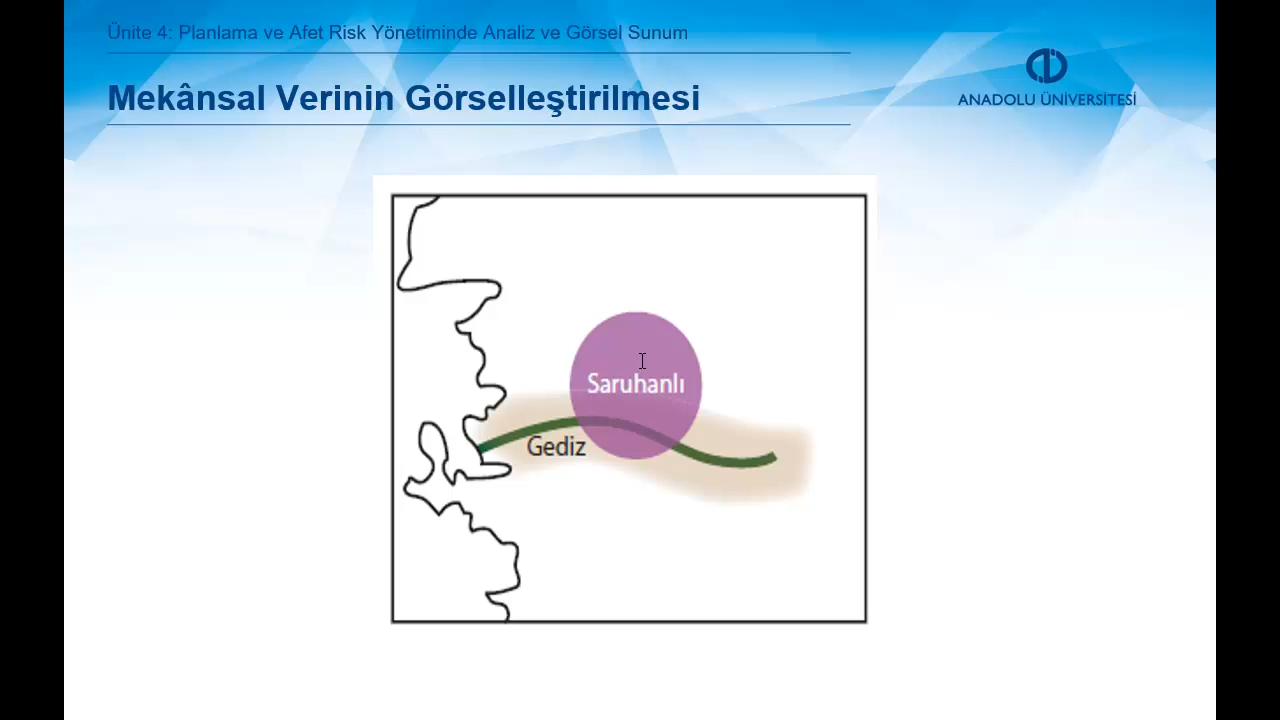 Ünite 4: Planlama ve Afet Risk Yönetiminde Analiz ve Görsel Sunum
Mekânsal Verinin Görselleştirilmesi
ANADOLU ÜNİVERSİTESİ
Saruhanlı
Gediz